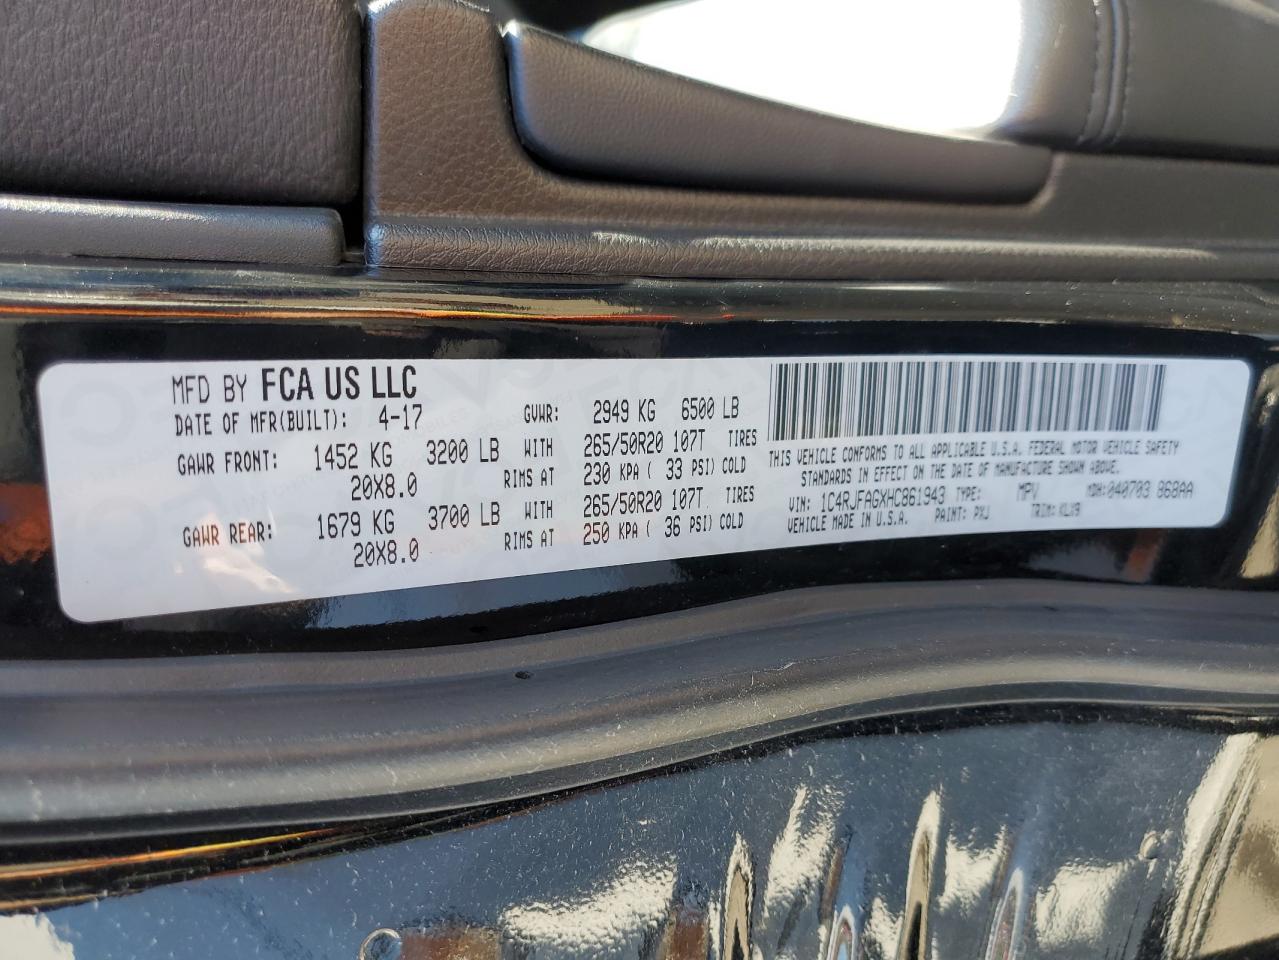 MFD BY FCA US LLC
DATE OF MFR(BUILT): 4-17 GVWR: 2949 KG 6500 LB
GAWR FRONT: 1452 KG 3200 LB WITH 265/50R20 107T TIRES
20X8.0 RIMS AT 230 KPA ( 33 PSI) COLD
GAWR REAR: 1679 KG 3700 LB WITH 265/50R20 107T TIRES
20X8.0 RIMS AT 250 KPA ( 36 PSI) COLD
THIS VEHICLE CONFORMS TO ALL APPLICABLE U.S.A. FEDERAL MOTOR VEHICLE SAFETY
STANDARDS IN EFFECT ON THE DATE OF MANUFACTURE SHOWN ABOVE.
VIN: 1C4RJFAGXHC861943 TYPE: MPV MDH:040703 868AA
VEHICLE MADE IN U.S.A. PAINT: PXJ TRIM: KLX9